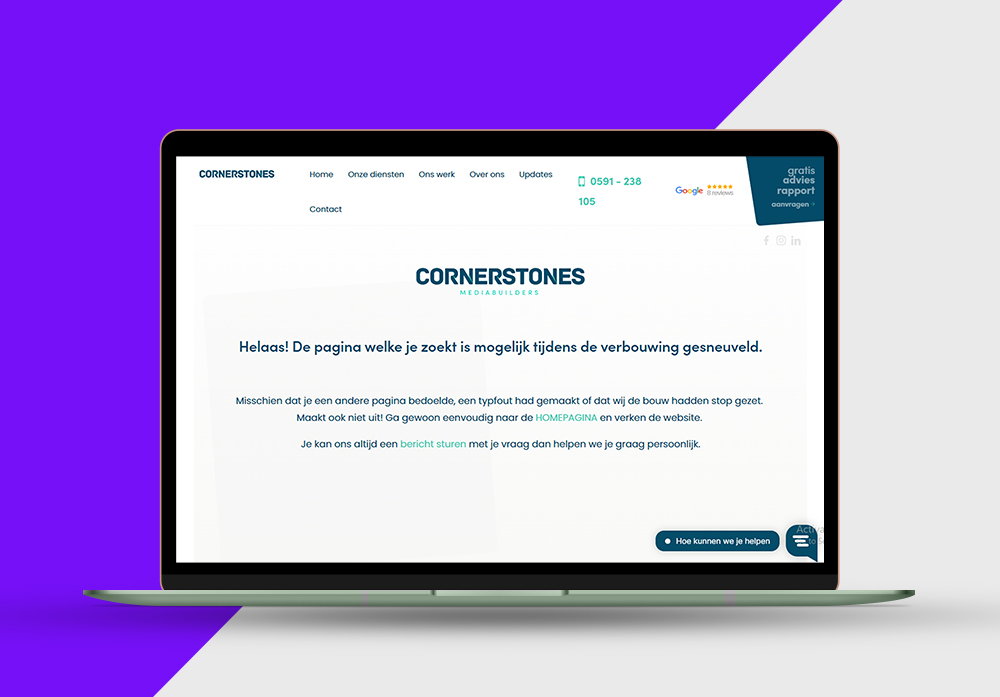 CORNERSTONES
Home Onze diensten Ons werk Over ons Updates
Contact
0591 - 238
105
Google 8 reviews
gratis
advies
rapport
aanvragen
f in
CORNERSTONES
MEDIABUILDERS
Helaas! De pagina welke je zoekt is mogelijk tijdens de verbouwing gesneuveld.
Misschien dat je een andere pagina bedoelde, een typfout had gemaakt of dat wij de bouw hadden stop gezet.
Maakt ook niet uit! Ga gewoon eenvoudig naar de HOMEPAGINA en verken de website.
Je kan ons altijd een bericht sturen met je vraag dan helpen we je graag persoonlijk.
Hoe kunnen we je helpen